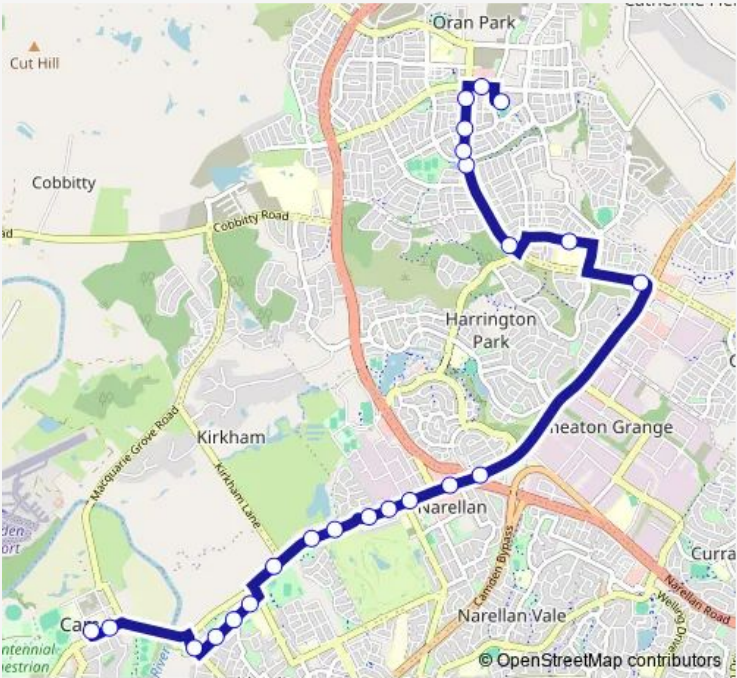 Oran Park
Cut Hill
Cobbitty
Cobbitty Road
Harrington
Park
Kirkham
Macquarie Grove Road
Kirkham Lane
Narellan
Camden Bypass
Narellan Road
Narellan Vale
© OpenStreetMap contributors